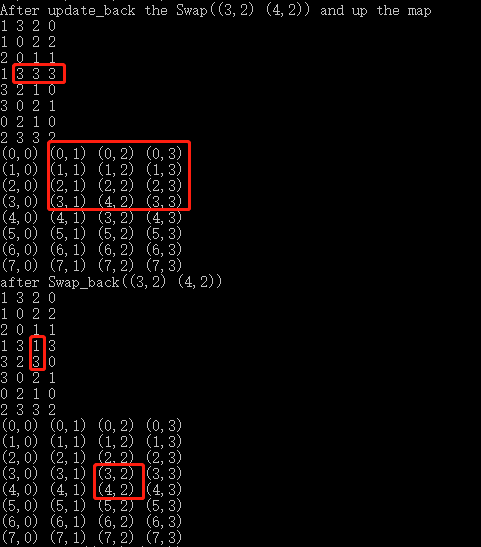 After update_back the Swap((3,2) (4,2)) and up the map
1 3 2 0
1 0 2 2
2 0 1 1
1 3 3 3
3 2 1 0
3 0 2 1
0 2 1 0
2 3 3 2
(0,0) (0,1) (0,2) (0,3)
(1,0) (1,1) (1,2) (1,3)
(2,0) (2,1) (2,2) (2,3)
(3,0) (3,1) (4,2) (3,3)
(4,0) (4,1) (3,2) (4,3)
(5,0) (5,1) (5,2) (5,3)
(6,0) (6,1) (6,2) (6,3)
(7,0) (7,1) (7,2) (7,3)
after Swap_back((3,2) (4,2))
1 3 2 0
1 0 2 2
2 0 1 1
1 3 1 3
3 2 3 0
3 0 2 1
0 2 1 0
2 3 3 2
(0,0) (0,1) (0,2) (0,3)
(1,0) (1,1) (1,2) (1,3)
(2,0) (2,1) (2,2) (2,3)
(3,0) (3,1) (3,2) (3,3)
(4,0) (4,1) (4,2) (4,3)
(5,0) (5,1) (5,2) (5,3)
(6,0) (6,1) (6,2) (6,3)
(7,0) (7,1) (7,2) (7,3)